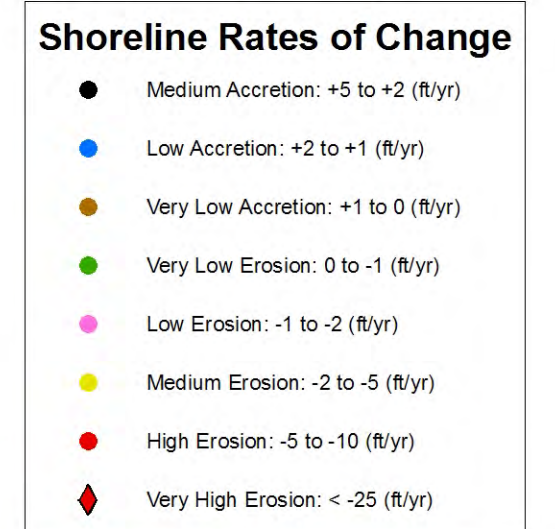 Shoreline Rates of Change
Medium Accretion: +5 to +2 (ft/yr)
Low Accretion: +2 to +1 (ft/yr)
Very Low Accretion: +1 to 0 (ft/yr)
Very Low Erosion: 0 to -1 (ft/yr)
Low Erosion: -1 to -2 (ft/yr)
Medium Erosion: -2 to -5 (ft/yr)
High Erosion: -5 to -10 (ft/yr)
Very High Erosion: < -25 (ft/yr)